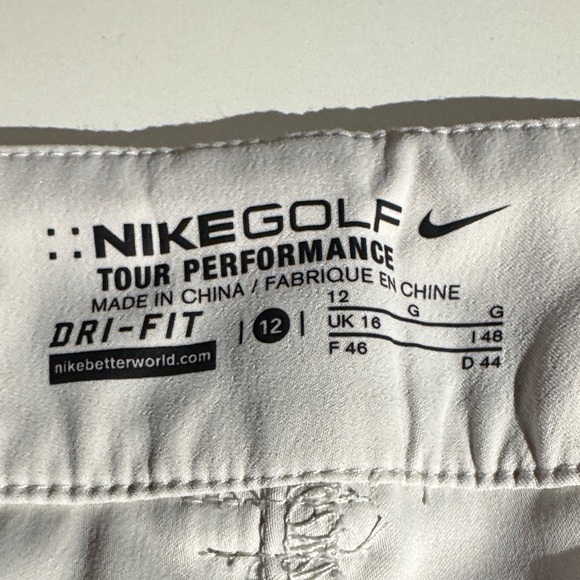 NIKEGOLF
TOUR PERFORMANCE
MADE IN CHINA / FABRIQUE EN CHINE
DRI-FIT
nikebetterworld.com
12
12 G G
UK 16 I 48
F 46 D 44